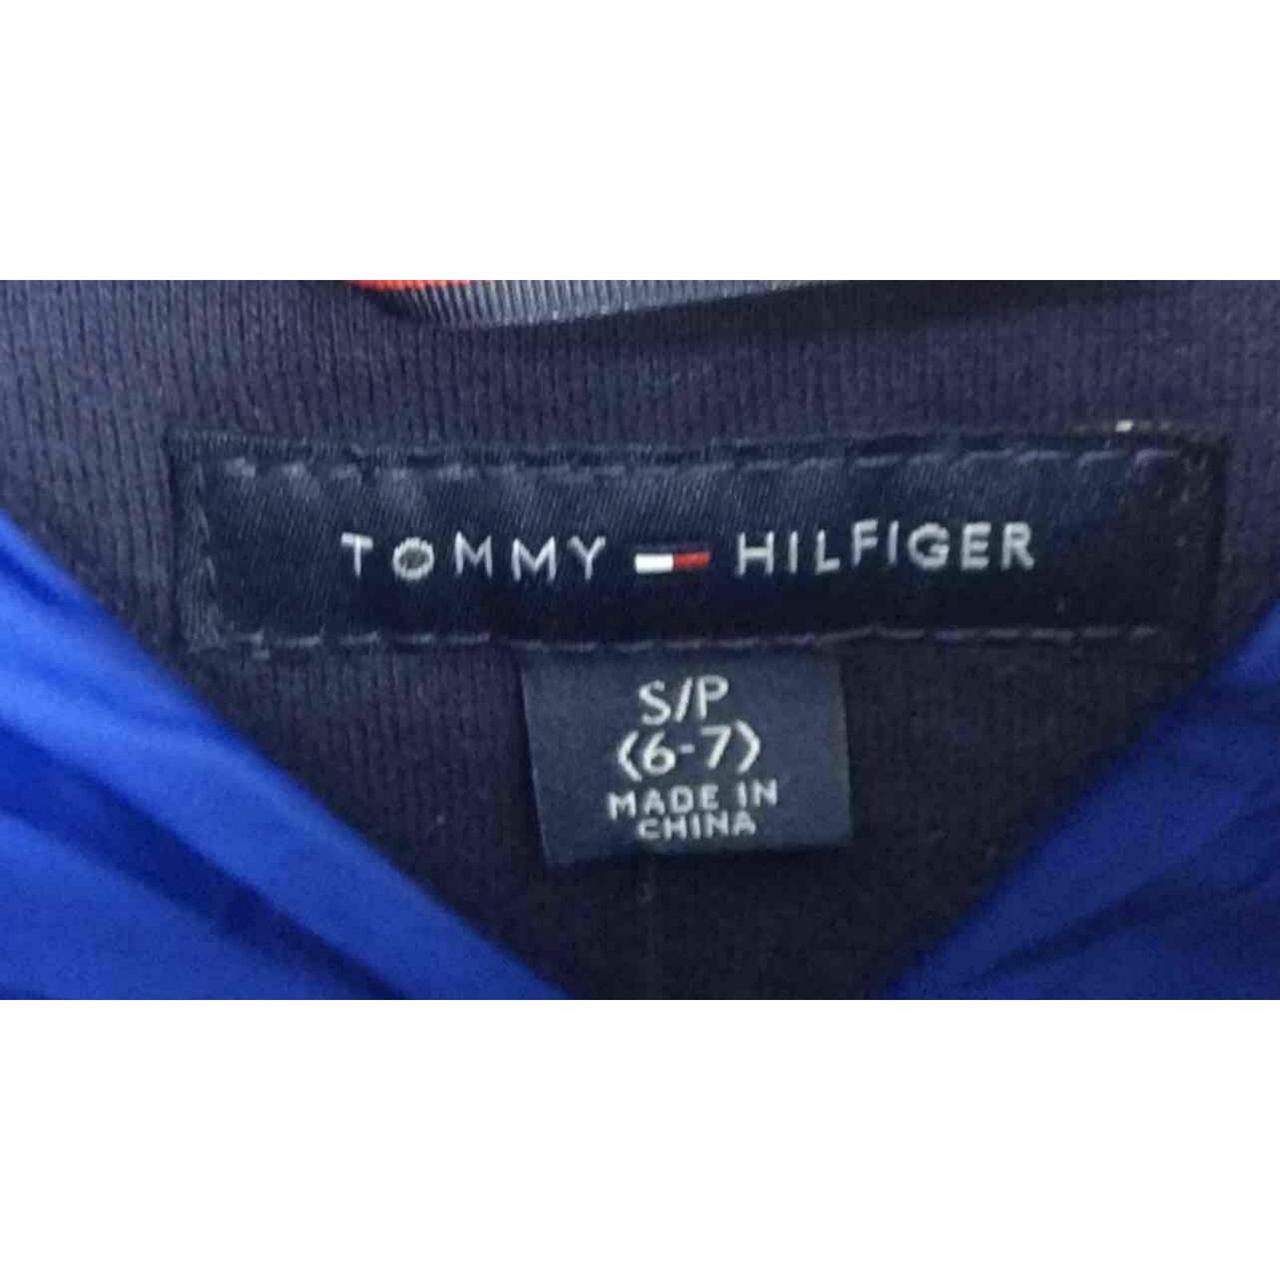 TOMMY HILFIGER
S/P
(6-7)
MADE IN
CHINA